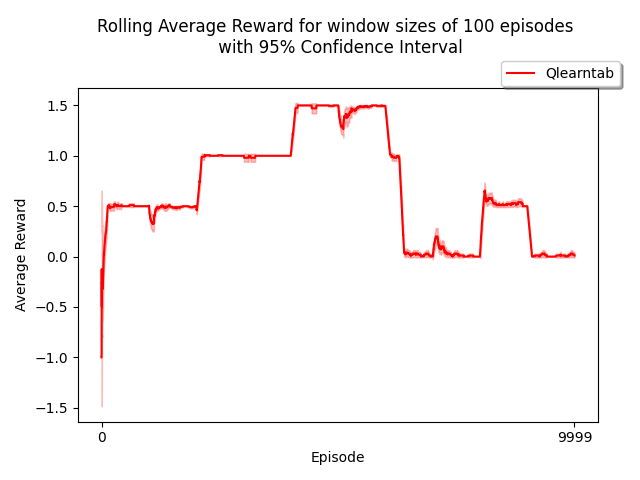 Rolling Average Reward for window sizes of 100 episodes
with 95% Confidence Interval
Qlearntab
1.5
1.0
0.5
0.0
−0.5
−1.0
−1.5
Average Reward
0
9999
Episode